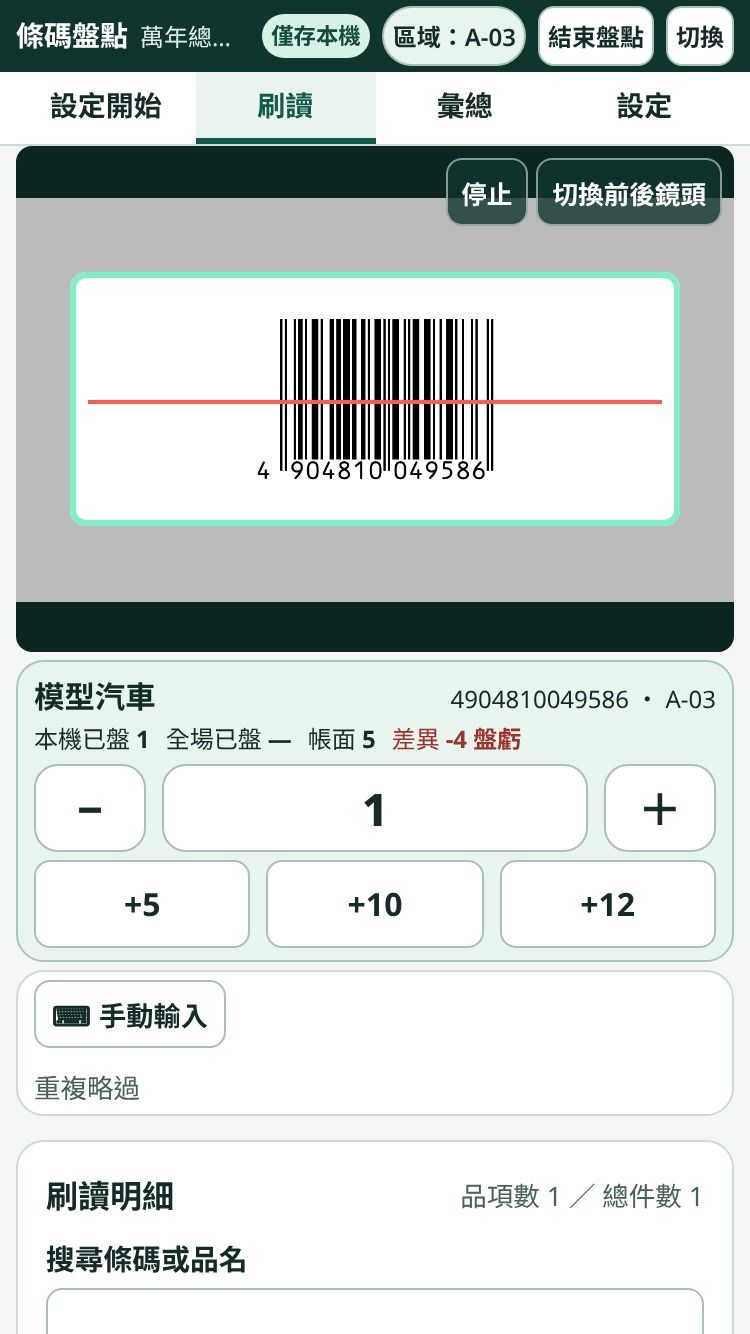 條碼盤點 萬年總... 僅存本機 區域：A-03 結束盤點 切換
設定開始 刷讀 彙總 設定
停止 切換前後鏡頭
4 904810 049586
模型汽車 4904810049586 · A-03
本機已盤 1 全場已盤 — 帳面 5 差異 -4 盤虧
− 1 +
+5 +10 +12
⌨ 手動輸入
重複略過
刷讀明細 品項數 1 ／ 總件數 1
搜尋條碼或品名